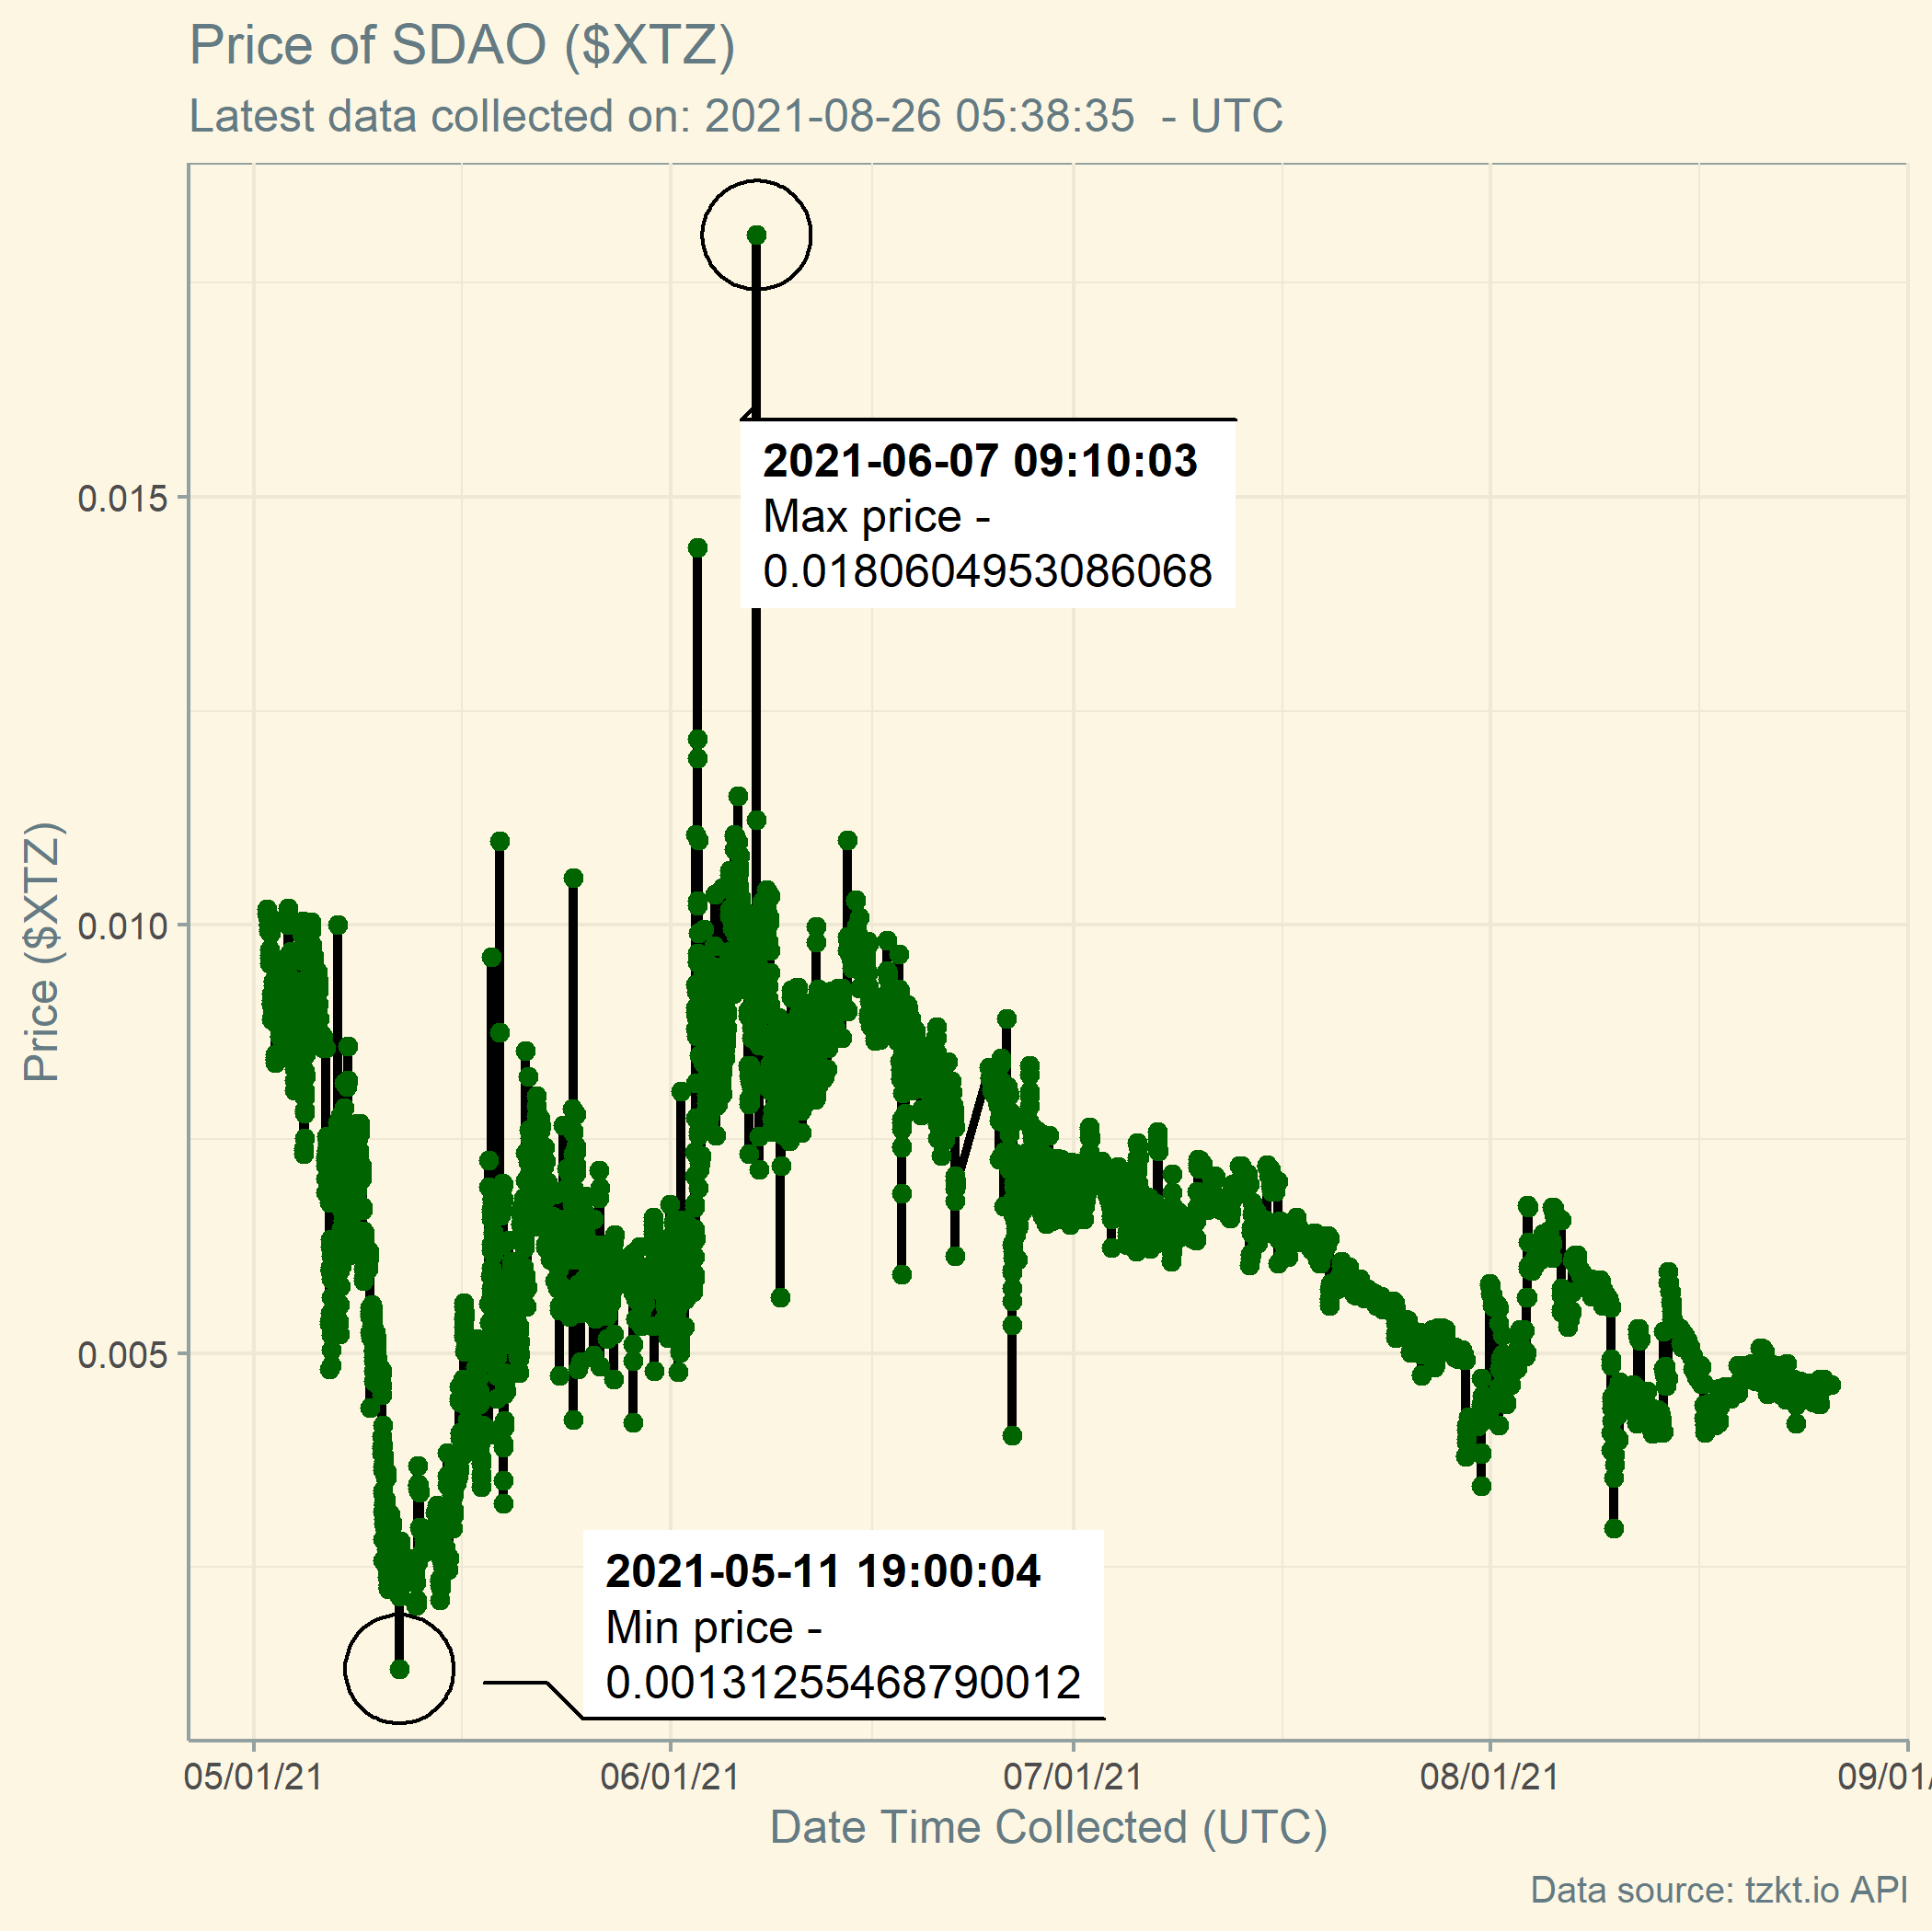 Price of SDAO ($XTZ)
Latest data collected on: 2021-08-26 05:38:35  - UTC
2021-06-07 09:10:03
Max price -
0.0180604953086068
0.015
0.010
0.005
Price ($XTZ)
2021-05-11 19:00:04
Min price -
0.00131255468790012
05/01/21
06/01/21
07/01/21
08/01/21
09/01/
Date Time Collected (UTC)
Data source: tzkt.io API